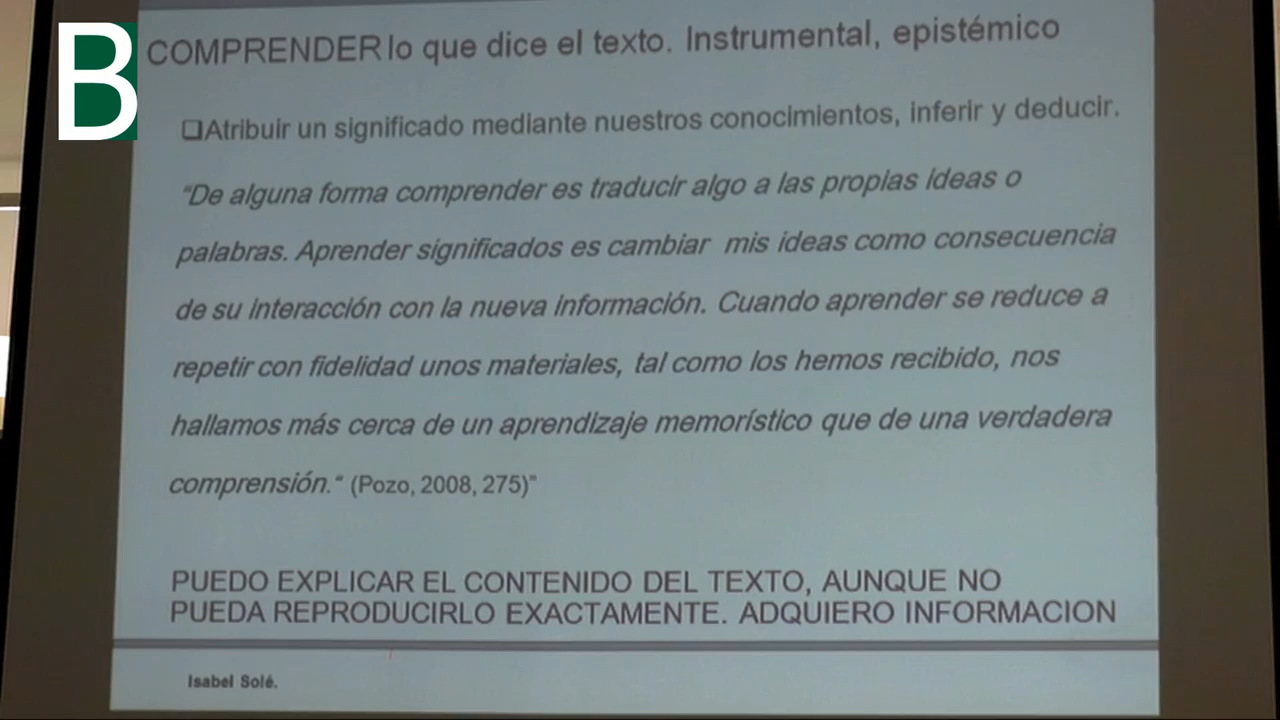 B
COMPRENDER lo que dice el texto. Instrumental, epistémico
❑Atribuir un significado mediante nuestros conocimientos, inferir y deducir.
“De alguna forma comprender es traducir algo a las propias ideas o
palabras. Aprender significados es cambiar mis ideas como consecuencia
de su interacción con la nueva información. Cuando aprender se reduce a
repetir con fidelidad unos materiales, tal como los hemos recibido, nos
hallamos más cerca de un aprendizaje memorístico que de una verdadera
comprensión.“ (Pozo, 2008, 275)”
PUEDO EXPLICAR EL CONTENIDO DEL TEXTO, AUNQUE NO
PUEDA REPRODUCIRLO EXACTAMENTE. ADQUIERO INFORMACION
Isabel Solé.